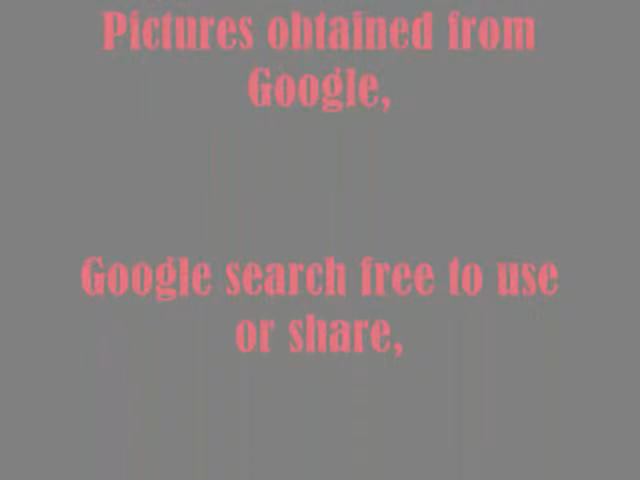 Pictures obtained from
Google,
Google search free to use
or share,